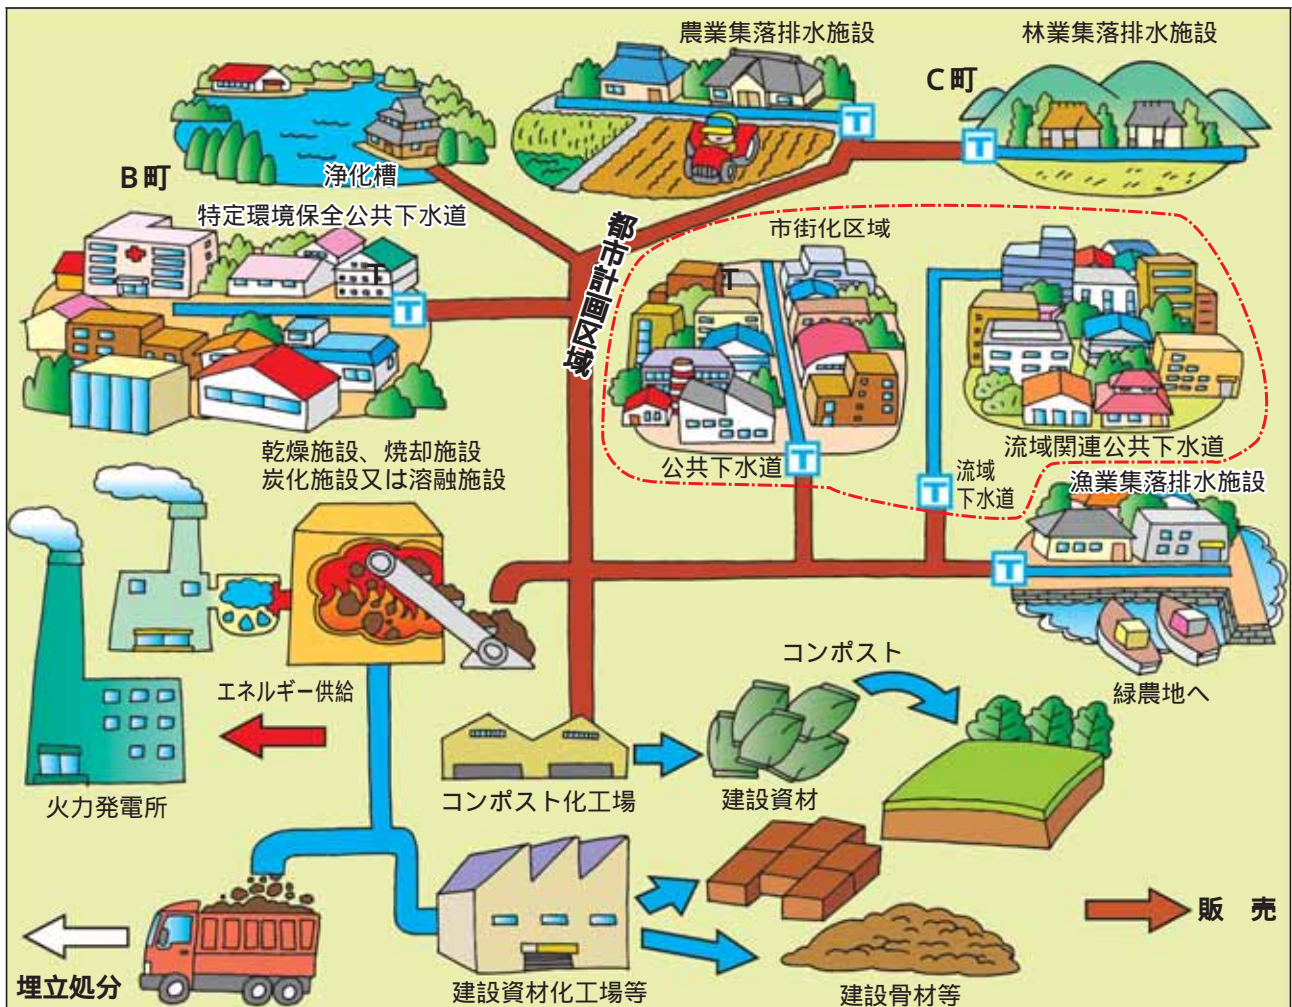 農業集落排水施設
林業集落排水施設
C町
T
T
B町
浄化槽
特定環境保全公共下水道
T
T
都市計画区域
市街化区域
T
公共下水道
T
流域関連公共下水道
流域
下水道
T
漁業集落排水施設
T
乾燥施設、焼却施設
炭化施設又は溶融施設
エネルギー供給
火力発電所
コンポスト
緑農地へ
コンポスト化工場
建設資材
販 売
埋立処分
建設資材化工場等
建設骨材等